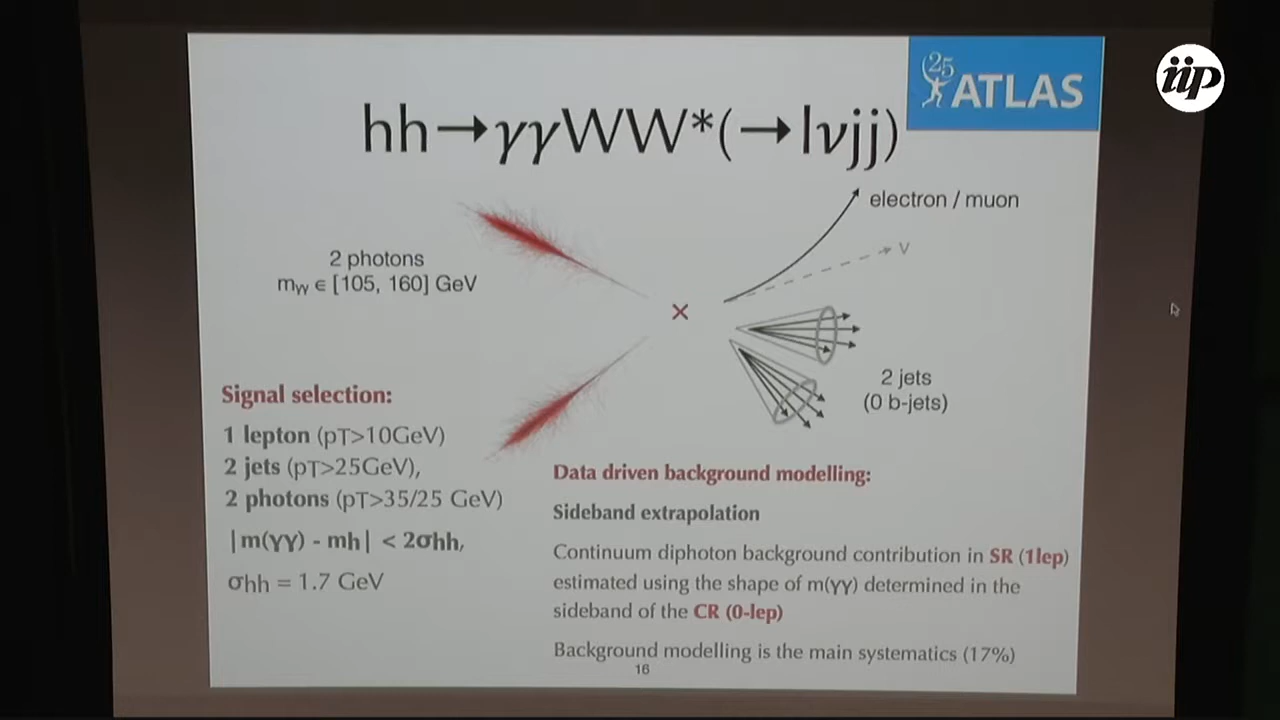 25
ATLAS
iip
hh→γγWW*(→lνjj)
electron / muon
ν
2 photons
mγγ ∈ [105, 160] GeV
2 jets
(0 b-jets)
Signal selection:
1 lepton (pT>10GeV)
2 jets (pT>25GeV),
2 photons (pT>35/25 GeV)
|m(γγ) - mh| < 2σhh,
σhh = 1.7 GeV
Data driven background modelling:
Sideband extrapolation
Continuum diphoton background contribution in SR (1lep)
estimated using the shape of m(γγ) determined in the
sideband of the CR (0-lep)
Background modelling is the main systematics (17%)
16